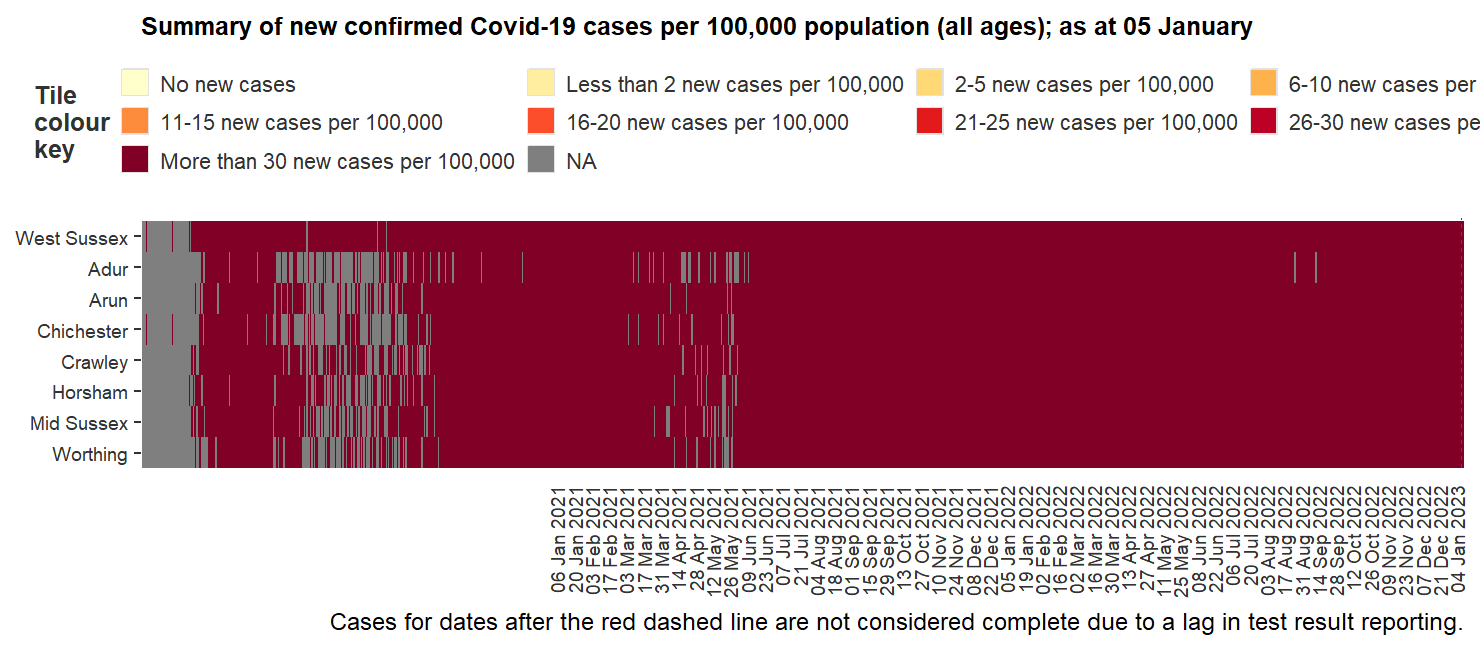 Summary of new confirmed Covid-19 cases per 100,000 population (all ages); as at 05 January
Tile
colour
key
No new cases
Less than 2 new cases per 100,000
2-5 new cases per 100,000
6-10 new cases per
11-15 new cases per 100,000
16-20 new cases per 100,000
21-25 new cases per 100,000
26-30 new cases pe
More than 30 new cases per 100,000
NA
West Sussex
Adur
Arun
Chichester
Crawley
Horsham
Mid Sussex
Worthing
06 Jan 2021
20 Jan 2021
03 Feb 2021
17 Feb 2021
03 Mar 2021
17 Mar 2021
31 Mar 2021
14 Apr 2021
28 Apr 2021
12 May 2021
26 May 2021
09 Jun 2021
23 Jun 2021
07 Jul 2021
21 Jul 2021
04 Aug 2021
18 Aug 2021
01 Sep 2021
15 Sep 2021
29 Sep 2021
13 Oct 2021
27 Oct 2021
10 Nov 2021
24 Nov 2021
08 Dec 2021
22 Dec 2021
05 Jan 2022
19 Jan 2022
02 Feb 2022
16 Feb 2022
02 Mar 2022
16 Mar 2022
30 Mar 2022
13 Apr 2022
27 Apr 2022
11 May 2022
25 May 2022
08 Jun 2022
22 Jun 2022
06 Jul 2022
20 Jul 2022
03 Aug 2022
17 Aug 2022
31 Aug 2022
14 Sep 2022
28 Sep 2022
12 Oct 2022
26 Oct 2022
09 Nov 2022
23 Nov 2022
07 Dec 2022
21 Dec 2022
04 Jan 2023
Cases for dates after the red dashed line are not considered complete due to a lag in test result reporting.